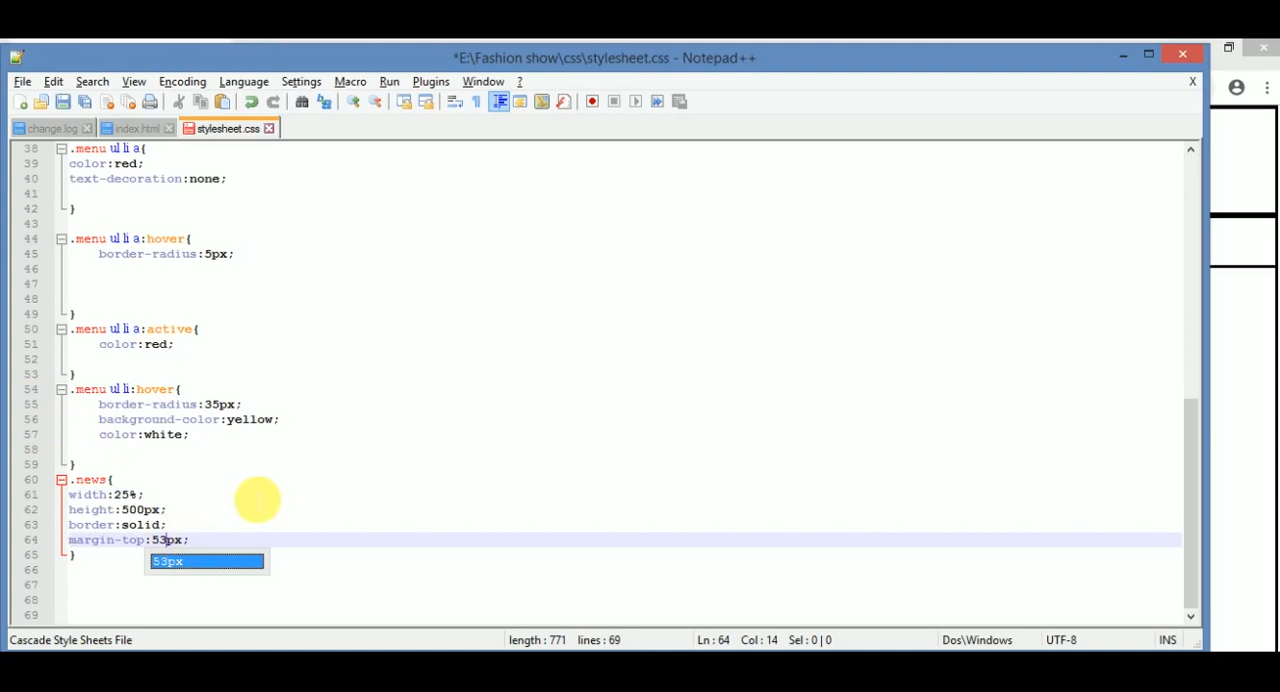 *E:\Fashion show\css\stylesheet.css - Notepad++
File Edit Search View Encoding Language Settings Macro Run Plugins Window ? X
change.log index.html stylesheet.css
38 .menu ul li a{
39 color:red;
40 text-decoration:none;
41
42 }
43
44 .menu ul li a:hover{
45 border-radius:5px;
46
47
48
49 }
50 .menu ul li a:active{
51 color:red;
52
53 }
54 .menu ul li:hover{
55 border-radius:35px;
56 background-color:yellow;
57 color:white;
58
59 }
60 .news{
61 width:25%;
62 height:500px;
63 border:solid;
64 margin-top:53px;
65 }
53px
66
67
68
69
Cascade Style Sheets File length : 771 lines : 69 Ln : 64 Col : 14 Sel : 0 | 0 Dos\Windows UTF-8 INS